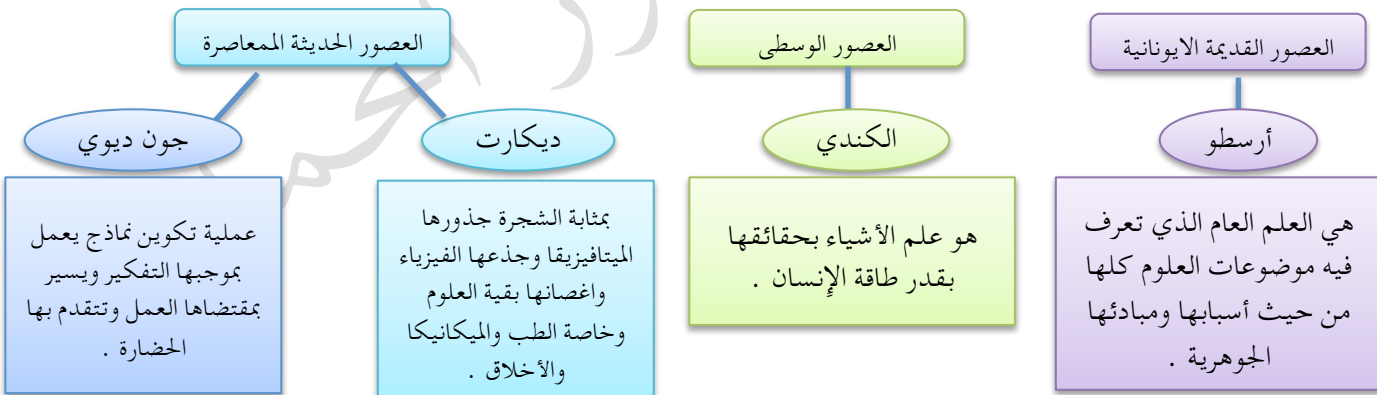 العصور القديمة الايونانية
أرسطو
هي العلم العام الذي تعرف
فيه موضوعات العلوم كلها
من حيث أسبابها ومبادئها
الجوهرية .
العصور الوسطى
الكندي
هو علم الأشياء بحقائقها
بقدر طاقة الإنسان .
العصور الحديثة الممعاصرة
ديكارت
بمثابة الشجرة جذورها
الميتافيزيقا وجذعها الفيزياء
واغصانها بقية العلوم
وخاصة الطب والميكانيكا
والأخلاق .
جون ديوي
عملية تكوين نماذج يعمل
بموجبها التفكير ويسير
بمقتضاها العمل وتتقدم بها
الحضارة .